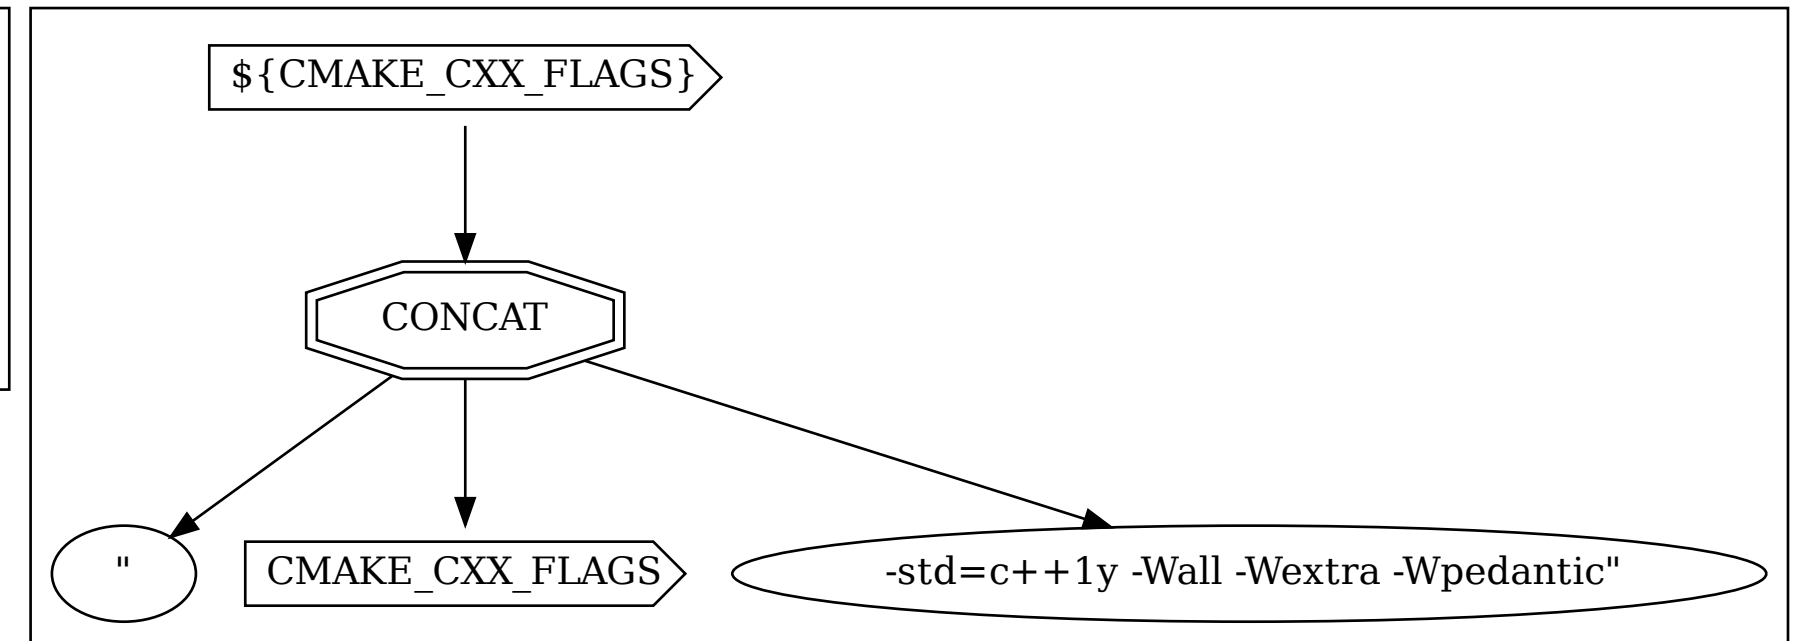 ${CMAKE_CXX_FLAGS}
CONCAT
"
CMAKE_CXX_FLAGS
-std=c++1y -Wall -Wextra -Wpedantic"